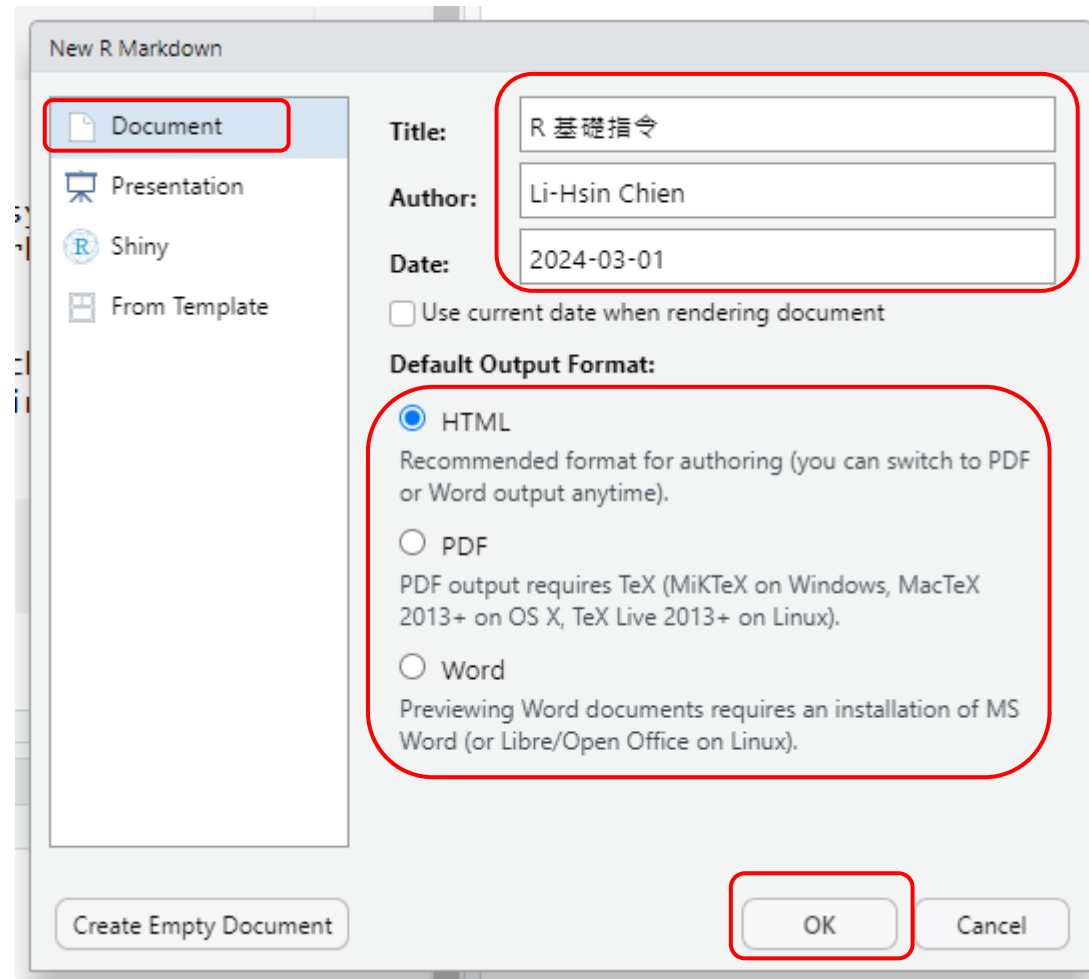 New R Markdown
Document
Presentation
Shiny
From Template
Title:
R 基礎指令
Author:
Li-Hsin Chien
Date:
2024-03-01
Use current date when rendering document
Default Output Format:
HTML
Recommended format for authoring (you can switch to PDF
or Word output anytime).
PDF
PDF output requires TeX (MiKTeX on Windows, MacTeX
2013+ on OS X, TeX Live 2013+ on Linux).
Word
Previewing Word documents requires an installation of MS
Word (or Libre/Open Office on Linux).
Create Empty Document
OK
Cancel